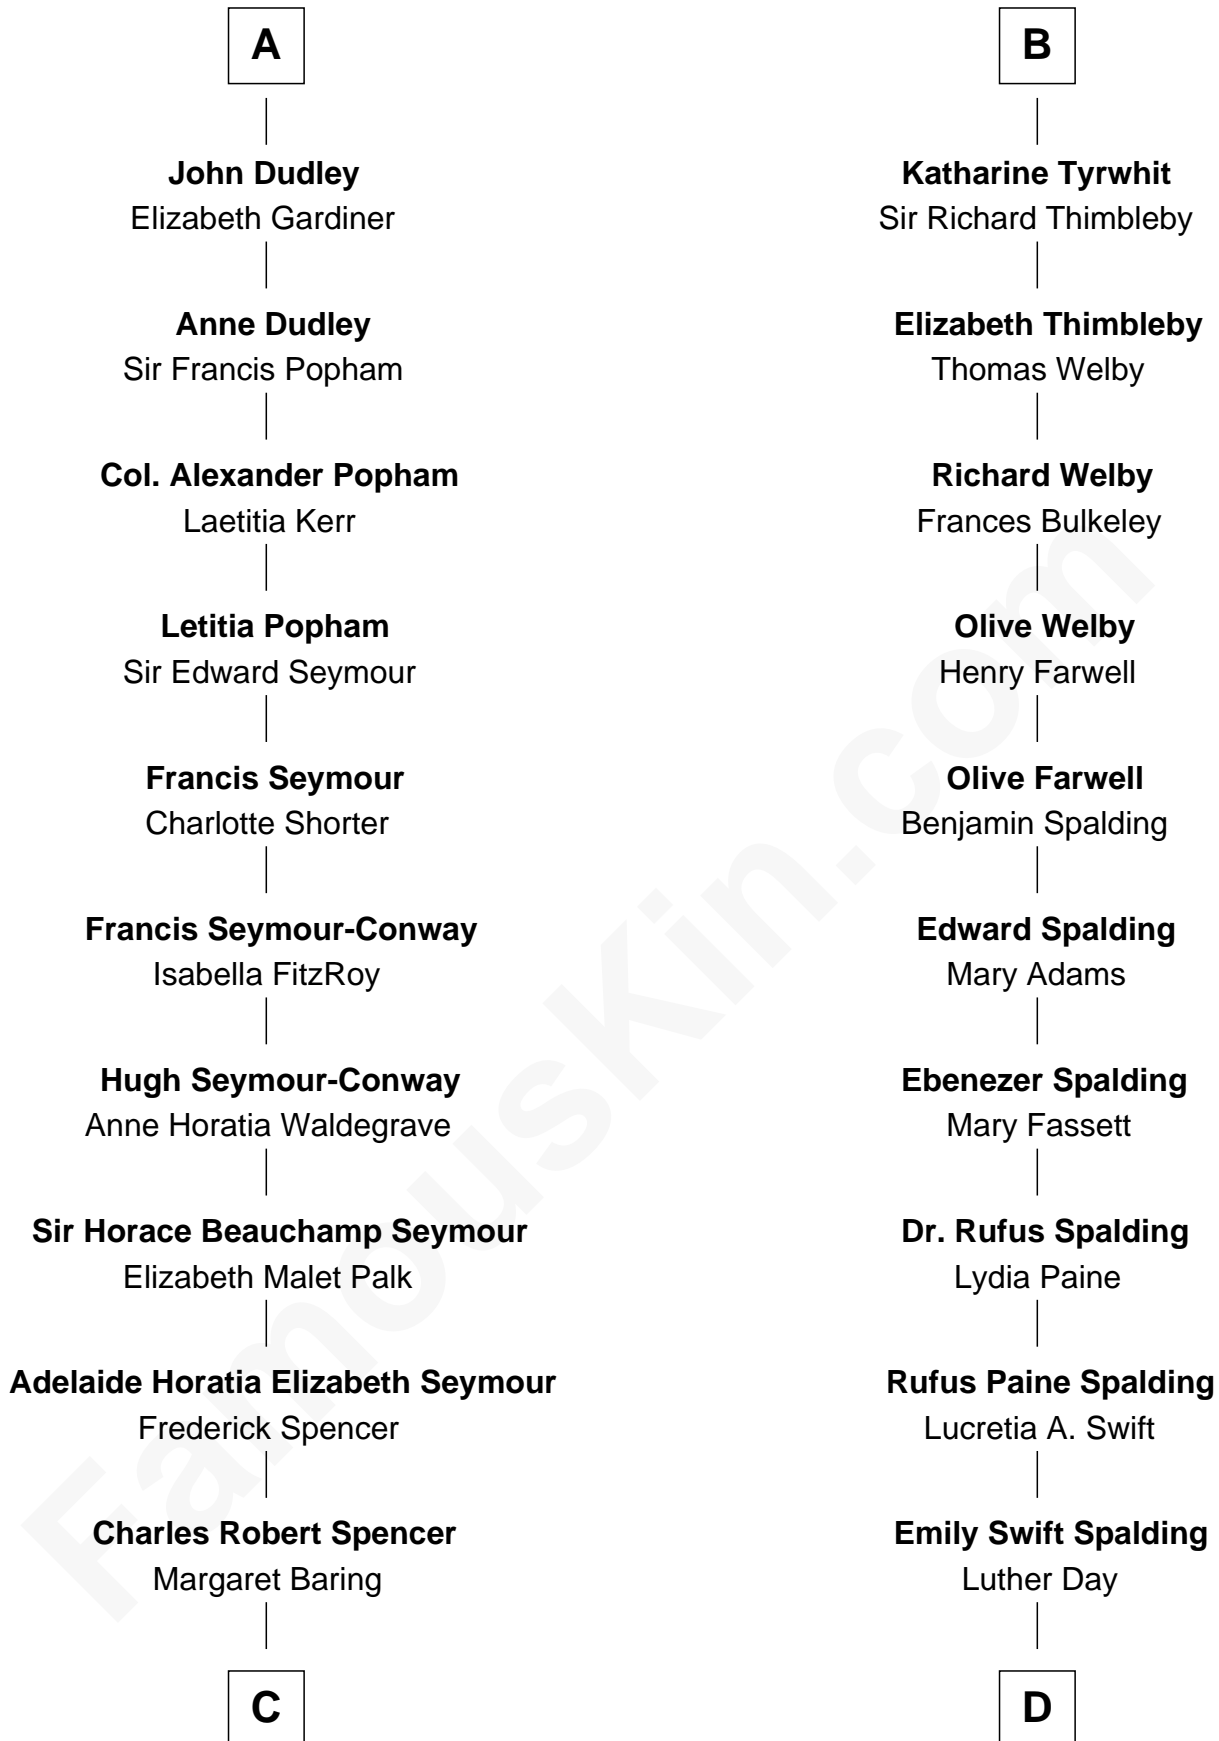 A
John Dudley
Elizabeth Gardiner
Anne Dudley
Sir Francis Popham
Col. Alexander Popham
Laetitia Kerr
Letitia Popham
Sir Edward Seymour
Francis Seymour
Charlotte Shorter
Francis Seymour-Conway
Isabella FitzRoy
Hugh Seymour-Conway
Anne Horatia Waldegrave
Sir Horace Beauchamp Seymour
Elizabeth Malet Palk
Adelaide Horatia Elizabeth Seymour
Frederick Spencer
Charles Robert Spencer
Margaret Baring
C
B
Katharine Tyrwhit
Sir Richard Thimbleby
Elizabeth Thimbleby
Thomas Welby
Richard Welby
Frances Bulkeley
Olive Welby
Henry Farwell
Olive Farwell
Benjamin Spalding
Edward Spalding
Mary Adams
Ebenezer Spalding
Mary Fassett
Dr. Rufus Spalding
Lydia Paine
Rufus Paine Spalding
Lucretia A. Swift
Emily Swift Spalding
Luther Day
D
FamousKin.com